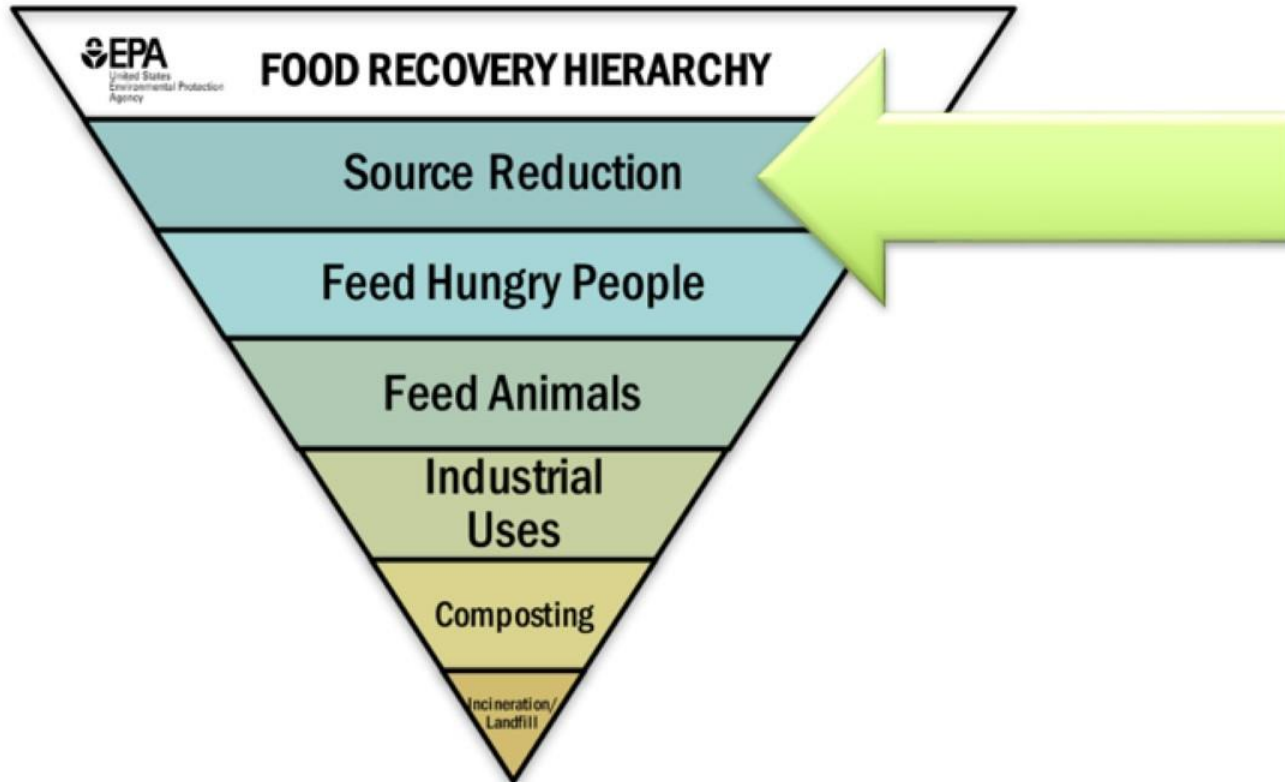 EPA
United States
Environmental Protection
Agency
FOOD RECOVERY HIERARCHY
Source Reduction
Feed Hungry People
Feed Animals
Industrial
Uses
Composting
Incineration/
Landfill